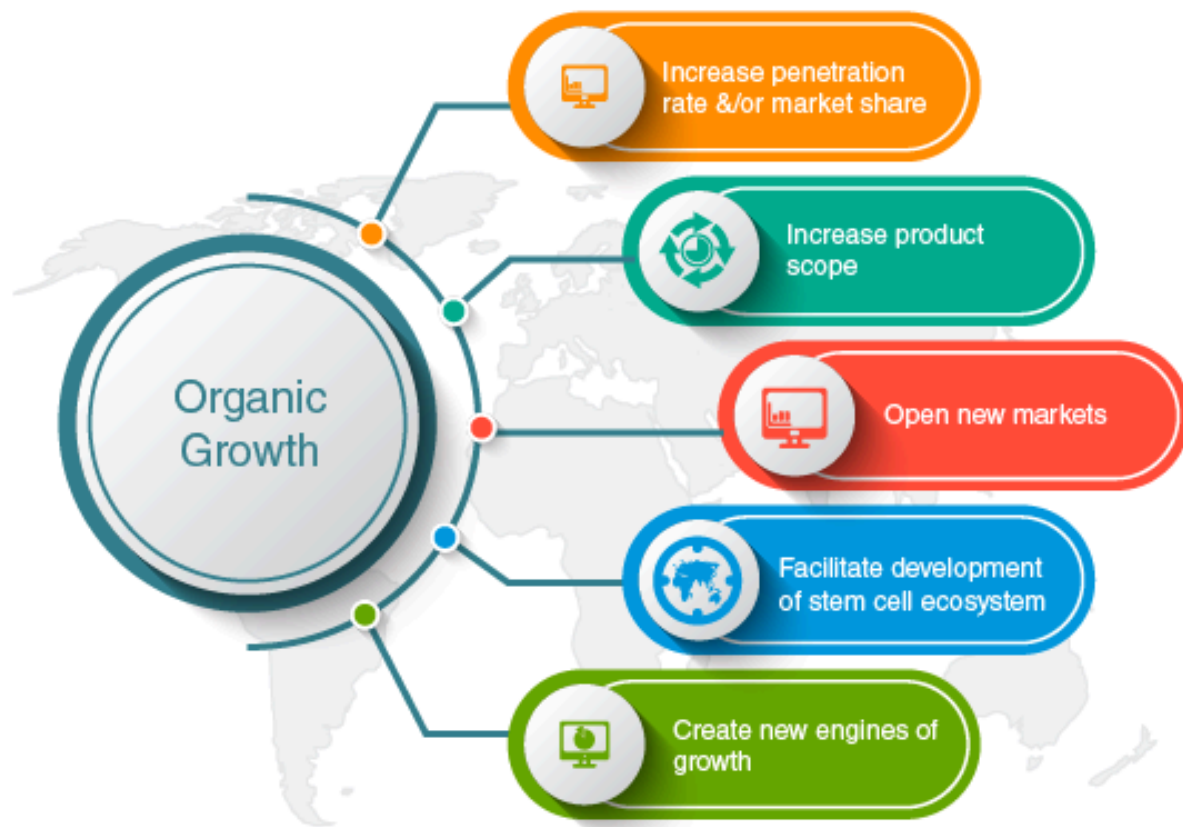 Increase penetration
rate &/or market share
Increase product
scope
Organic
Growth
Open new markets
Facilitate development
of stem cell ecosystem
Create new engines of
growth